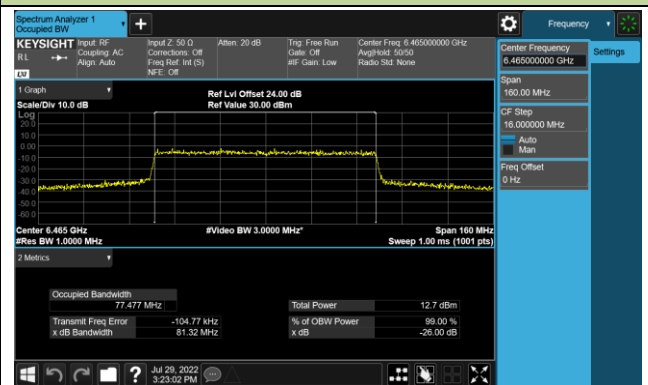 Spectrum Analyzer 1
Occupied BW
Frequency
KEYSIGHT
RL
LXI
Input: RF
Coupling: AC
Align: Auto
Input Z: 50 Ω
Corrections: Off
Freq Ref: Int (S)
NFE: Off
Atten: 20 dB
Trig: Free Run
Gate: Off
#IF Gain: Low
Center Freq: 6.465000000 GHz
Avg|Hold: 50/50
Radio Std: None
Center Frequency
6.465000000 GHz
Settings
Span
160.00 MHz
CF Step
16.000000 MHz
Auto
Man
Freq Offset
0 Hz
1 Graph
Scale/Div 10.0 dB
Ref Lvl Offset 24.00 dB
Ref Value 30.00 dBm
Log
20.0
10.0
0.00
-10.0
-20.0
-30.0
-40.0
-50.0
-60.0
Center 6.465 GHz
#Res BW 1.0000 MHz
#Video BW 3.0000 MHz*
Span 160 MHz
Sweep 1.00 ms (1001 pts)
2 Metrics
Occupied Bandwidth
77.477 MHz
Total Power 12.7 dBm
Transmit Freq Error -104.77 kHz
% of OBW Power 99.00 %
x dB Bandwidth 81.32 MHz
x dB -26.00 dB
?
Jul 29, 2022
3:23:02 PM